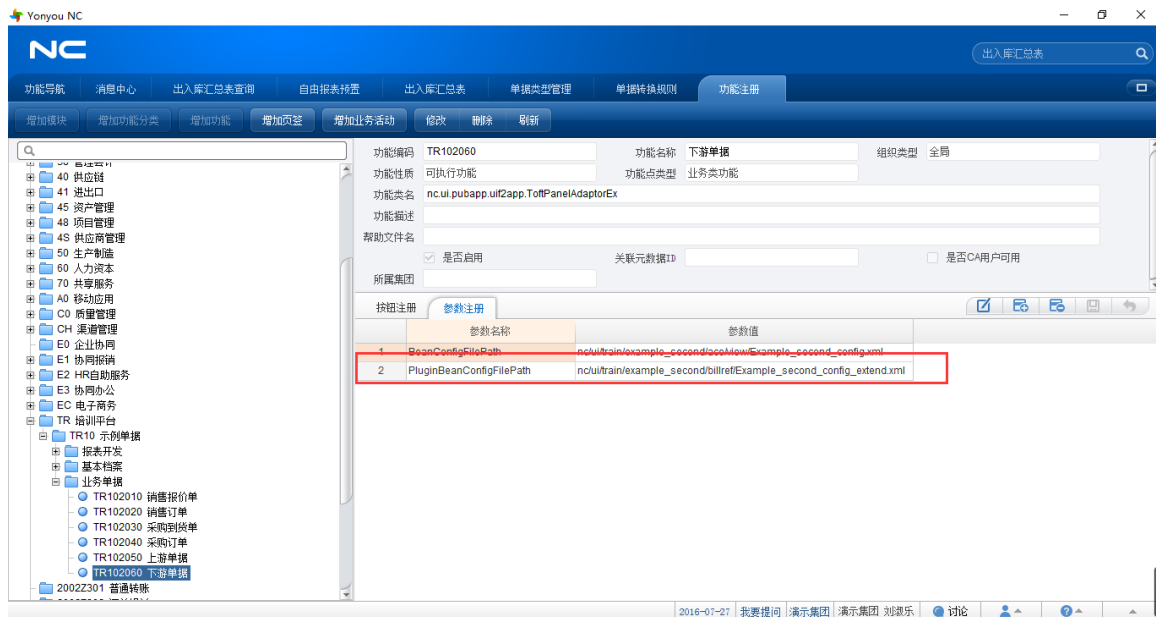 Yonyou NC
NC
出入库汇总表
功能导航 消息中心 出入库汇总表查询 自由报表预置 出入库汇总表 单据类型管理 单据转换规则 功能注册
增加模块 增加功能分类 增加功能 增加页签 增加业务活动 修改 删除 刷新
40 供应链
41 进出口
45 资产管理
48 项目管理
4S 供应商管理
50 生产制造
60 人力资本
70 共享服务
A0 移动应用
C0 质量管理
CH 渠道管理
E0 企业协同
E1 协同报销
E2 HR自助服务
E3 协同办公
EC 电子商务
TR 培训平台
TR10 示例单据
报表开发
基本档案
业务单据
TR102010 销售报价单
TR102020 销售订单
TR102030 采购到货单
TR102040 采购订单
TR102050 上游单据
TR102060 下游单据
2002Z301 普通转账
功能编码 TR102060 功能名称 下游单据 组织类型 全局
功能性质 可执行功能 功能点类型 业务类功能
功能类名 nc.ui.pubapp.uif2app.ToftPanelAdaptorEx
功能描述
帮助文件名
是否启用 关联元数据ID 是否CA用户可用
所属集团
按钮注册 参数注册
参数名称 参数值
1 BeanConfigFilePath nc/ui/train/example_second/ace/view/Example_second_config.xml
2 PluginBeanConfigFilePath nc/ui/train/example_second/billref/Example_second_config_extend.xml
2016-07-27 我要提问 演示集团 演示集团 刘淑乐 讨论